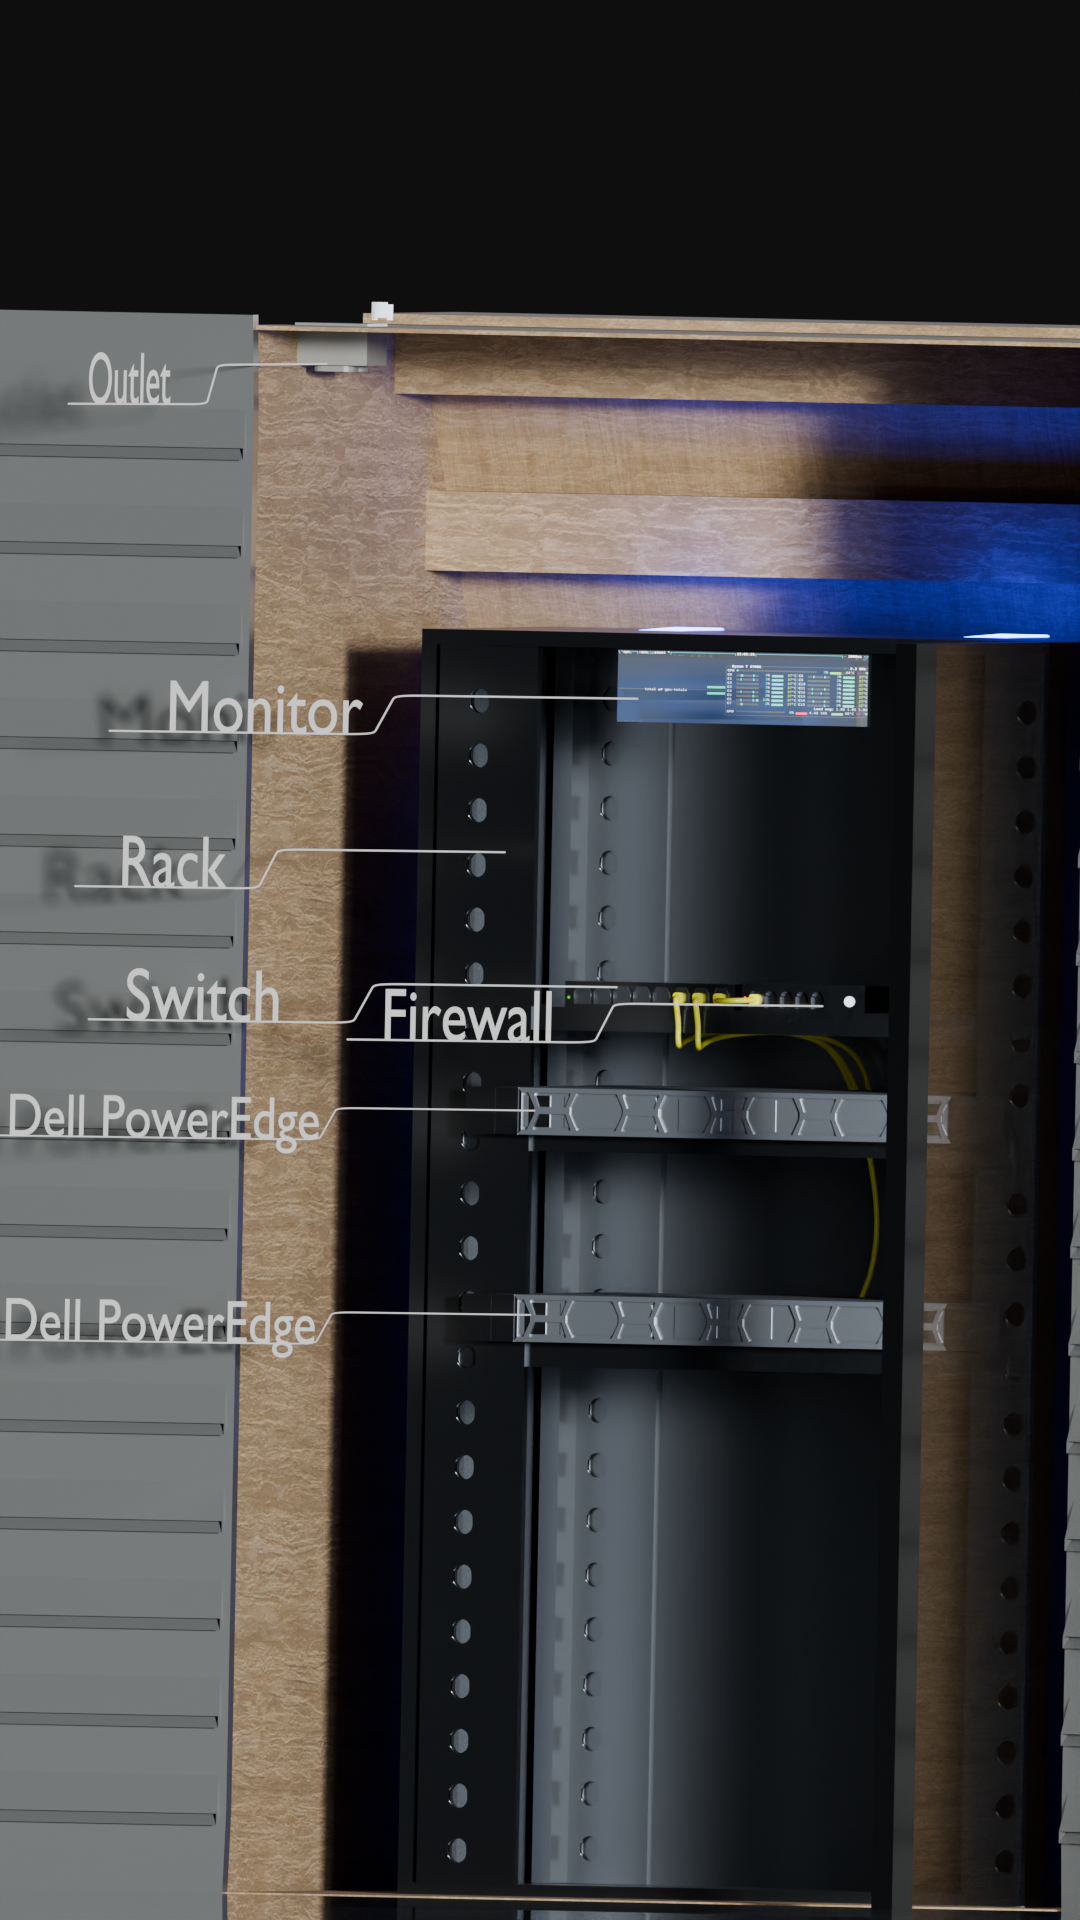 Outlet
Monitor
Rack
Switch
Firewall
Dell PowerEdge
Dell PowerEdge